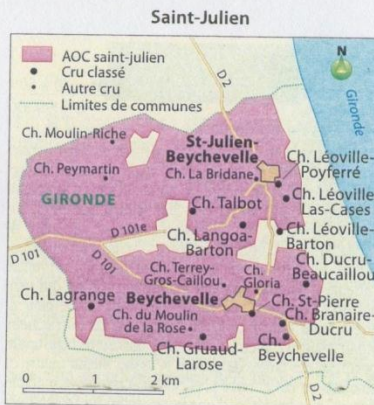 Saint-Julien
AOC saint-julien
Cru classé
Autre cru
Limites de communes
N
D2
Gironde
Ch. Moulin-Riche
St-Julien-
Beychevelle
Ch. Peymartin
Ch. La Bridane
Ch. Léoville-
Poyferré
GIRONDE
Ch. Talbot
Ch. Léoville
Las-Cases
D 101e
Ch. Langoa-
Barton
Ch. Léoville-
Barton
D 101
D 101
Ch. Terrey-
Gros-Caillou
Ch.
Gloria
Ch. Ducru-
Beaucaillou
Ch. Lagrange
Beychevelle
Ch. St-Pierre
Ch. du Moulin
de la Rose
Ch. Branaire-
Ducru
Ch. Gruaud-
Larose
Ch.
Beychevelle
0 1 2 km
D2